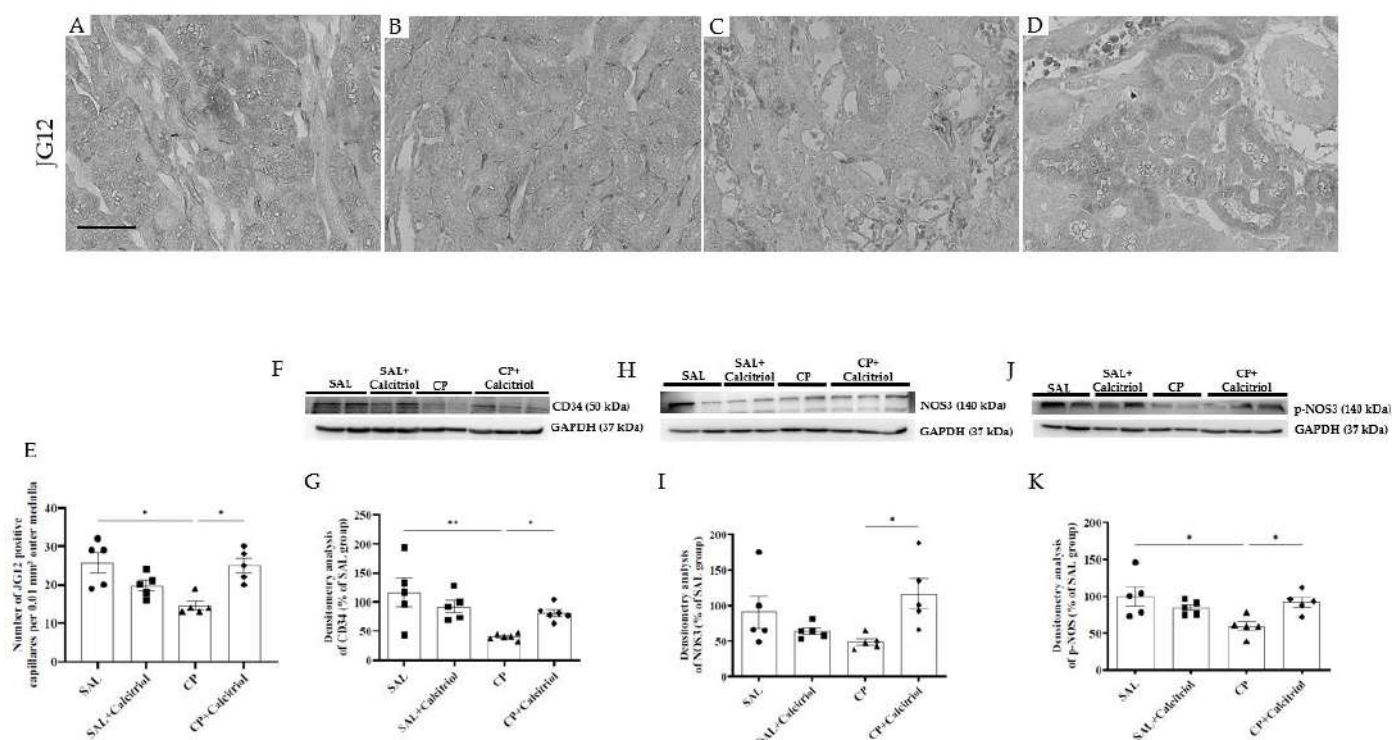 A
B
C
D
JG12
F
SAL
SAL+
Calcitriol
CP
CP+
Calcitriol
CD34 (50 kDa)
GAPDH (37 kDa)
H
SAL
SAL+
Calcitriol
CP
CP+
Calcitriol
NOS3 (140 kDa)
GAPDH (37 kDa)
J
SAL
SAL+
Calcitriol
CP
CP+
Calcitriol
p-NOS3 (140 kDa)
GAPDH (37 kDa)
E
Number of JG12 positive
capillares per 0.01 mm² outer medulla
40
30
20
10
0
*
*
SAL
SAL+Calcitriol
CP
CP+Calcitriol
G
Densitometry analysis
of CD34 (% of SAL group)
250
200
150
100
50
0
**
*
SAL
SAL+Calcitriol
CP
CP+Calcitriol
I
Densitometry analysis
of NOS3 (% of SAL group)
200
150
100
50
0
*
SAL
SAL+Calcitriol
CP
CP+Calcitriol
K
Densitometry analysis
of p-NOS (% of SAL group)
200
150
100
50
0
*
*
SAL
SAL+Calcitriol
CP
CP+Calcitriol